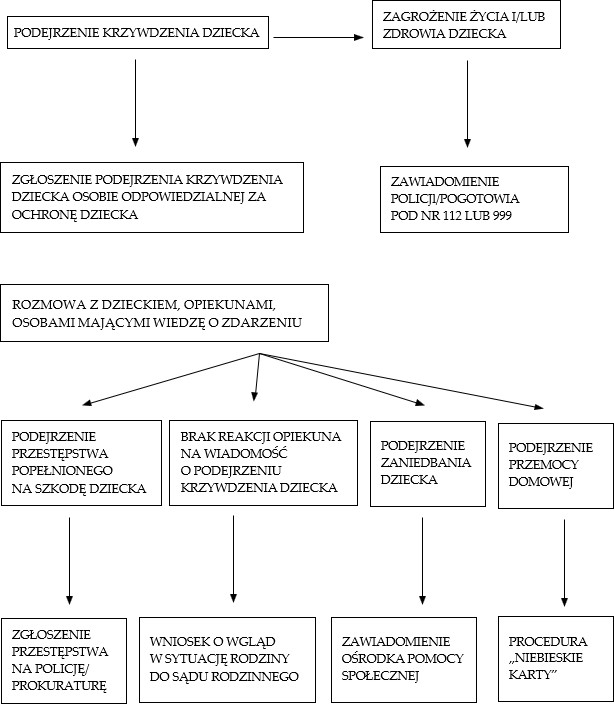 PODEJRZENIE KRZYWDZENIA DZIECKA
ZAGROŻENIE ŻYCIA I/LUB
ZDROWIA DZIECKA
ZGŁOSZENIE PODEJRZENIA KRZYWDZENIA
DZIECKA OSOBIE ODPOWIEDZIALNEJ ZA
OCHRONĘ DZIECKA
ZAWIADOMIENIE
POLICJI/POGOTOWIA
POD NR 112 LUB 999
ROZMOWA Z DZIECKIEM, OPIEKUNAMI,
OSOBAMI MAJĄCYMI WIEDZĘ O ZDARZENIU
PODEJRZENIE
PRZESTĘPSTWA
POPEŁNIONEGO
NA SZKODĘ DZIECKA
BRAK REAKCJI OPIEKUNA
NA WIADOMOŚĆ
O PODEJRZENIU
KRZYWDZENIA DZIECKA
PODEJRZENIE
ZANIEDBANIA
DZIECKA
PODEJRZENIE
PRZEMOCY
DOMOWEJ
ZGŁOSZENIE
PRZESTĘPSTWA
NA POLICJĘ/
PROKURATURĘ
WNIOSEK O WGLĄD
W SYTUACJĘ RODZINY
DO SĄDU RODZINNEGO
ZAWIADOMIENIE
OŚRODKA POMOCY
SPOŁECZNEJ
PROCEDURA
„NIEBIESKIE
KARTY”